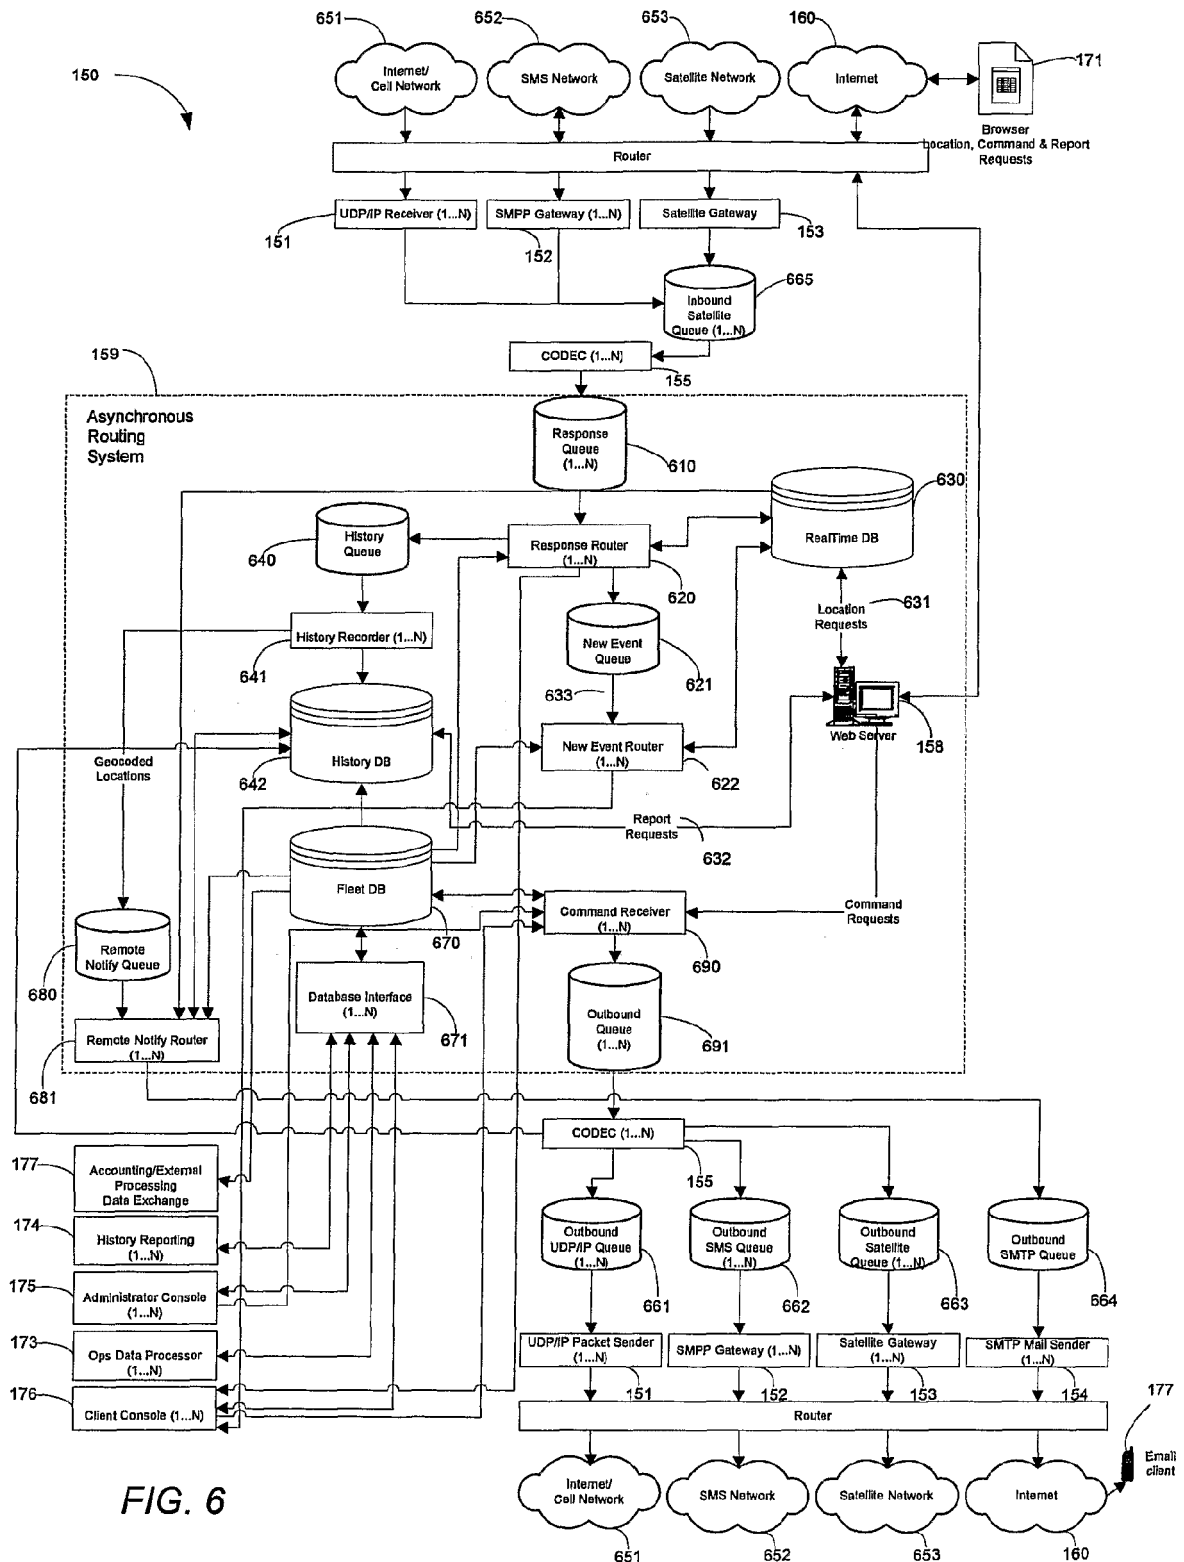 651
652
653
160
150
171
Internet/
Cell Network
SMS Network
Satellite Network
Internet
Browser
Location, Command & Report
Requests
Router
UDP/IP Receiver (1...N)
SMPP Gateway (1...N)
Satellite Gateway
151
152
153
665
Inbound
Satellite
Queue (1...N)
159
CODEC (1...N)
155
Asynchronous
Routing
System
Response
Queue
(1...N)
610
630
RealTime DB
640
History
Queue
Response Router
(1...N)
620
631
Location
Requests
History Recorder (1...N)
641
New Event
Queue
621
633
Web Server
158
New Event Router
(1...N)
622
Geocoded
Locations
History DB
642
Report
Requests
632
Fleet DB
670
Command Receiver
(1...N)
690
Command
Requests
Remote
Notify Queue
680
Database Interface
(1...N)
671
Outbound
Queue
(1...N)
691
Remote Notify Router
(1...N)
681
CODEC (1...N)
155
177
Accounting/External
Processing
Data Exchange
174
History Reporting
(1...N)
175
Administrator Console
(1...N)
173
Ops Data Processor
(1...N)
176
Client Console (1...N)
Outbound
UDP/IP Queue
(1...N)
661
Outbound
SMS Queue
(1...N)
662
Outbound
Satellite
Queue (1...N)
663
Outbound
SMTP Queue
664
UDP/IP Packet Sender
(1...N)
SMPP Gateway (1...N)
Satellite Gateway
(1...N)
SMTP Mail Sender
(1...N)
151
152
153
154
Router
177
Email
client
Internet/
Cell Network
SMS Network
Satellite Network
Internet
651
652
653
160
FIG. 6